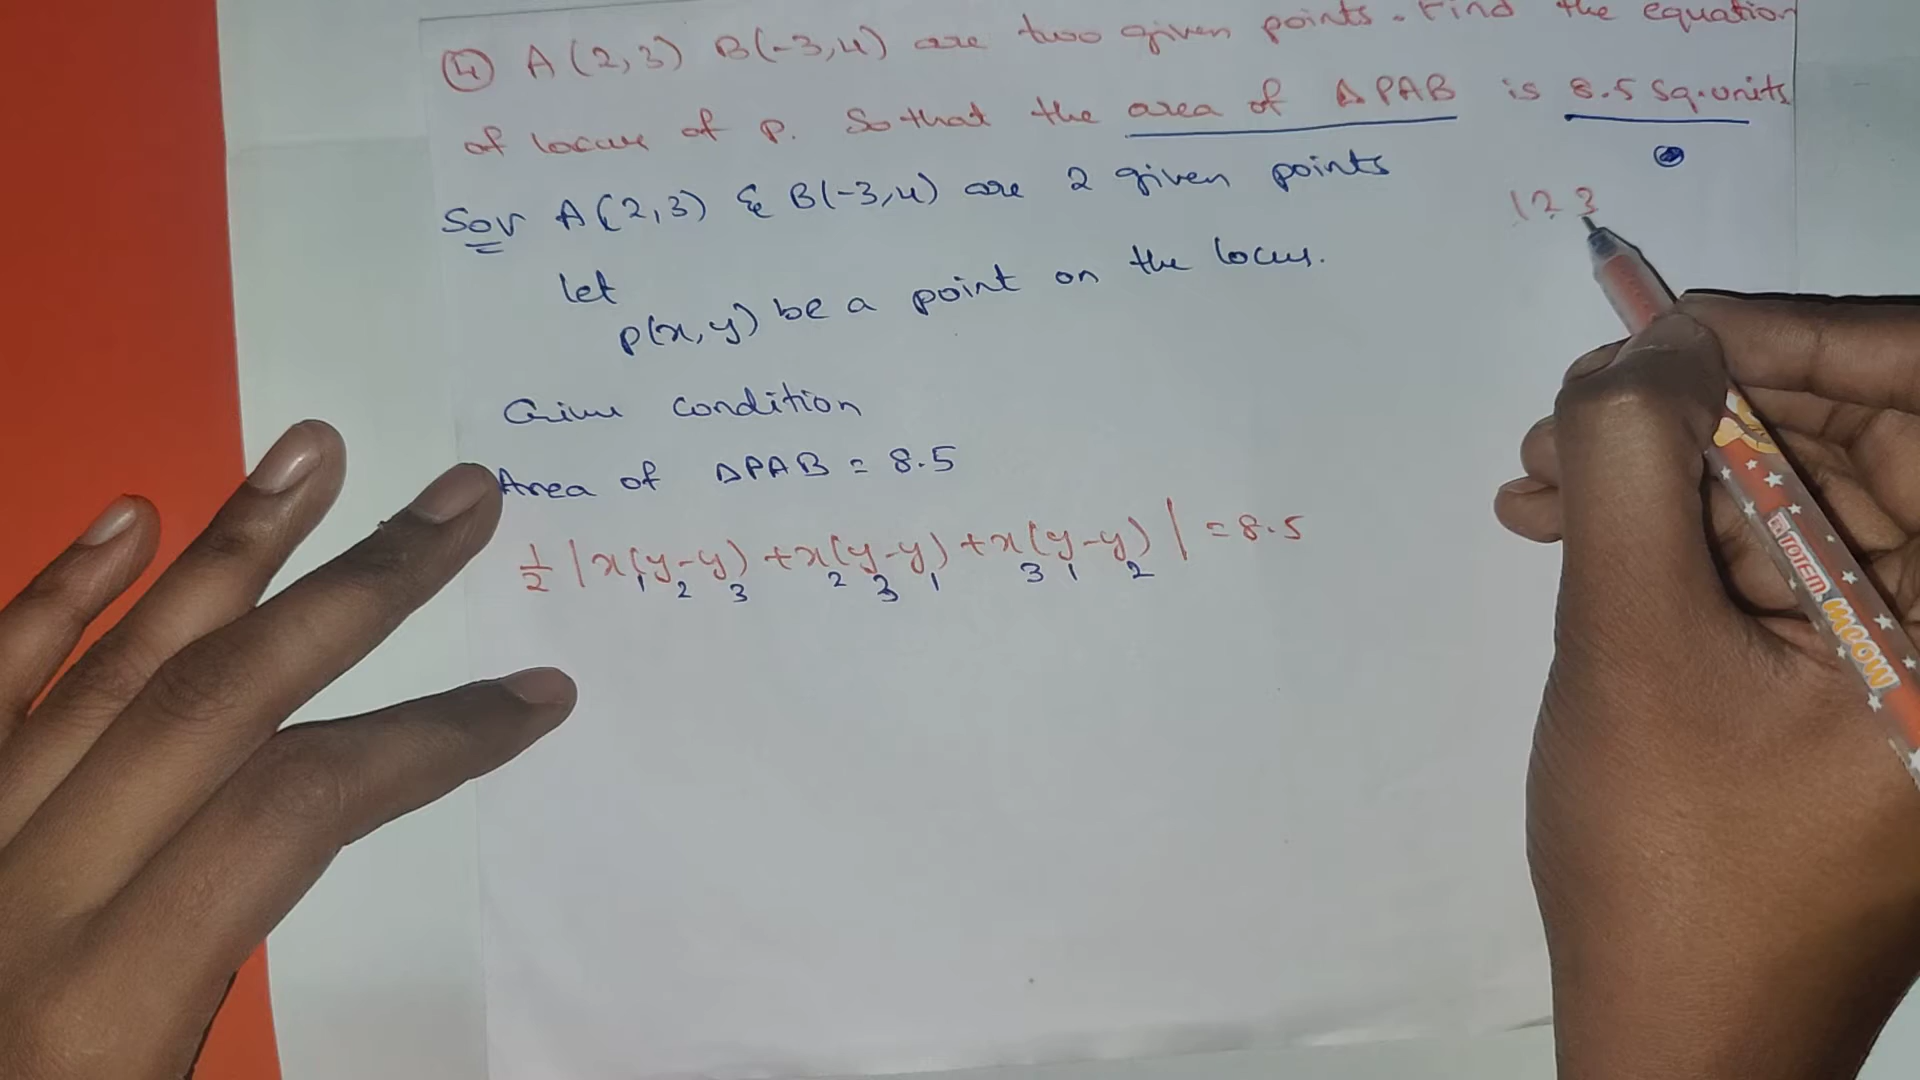 ④ A(2,3) B(-3,4) are two given points. Find the equation
of locus of P. So that the area of ΔPAB is 8.5 Sq.units
Sol A(2,3) & B(-3,4) are 2 given points
1 2 3
let
P(x,y) be a point on the locus.
Given condition
Area of ΔPAB = 8.5
1/2 |x₁(y₂-y₃)+x₂(y₃-y₁)+x₃(y₁-y₂)| = 8.5
TOTEM MEOW